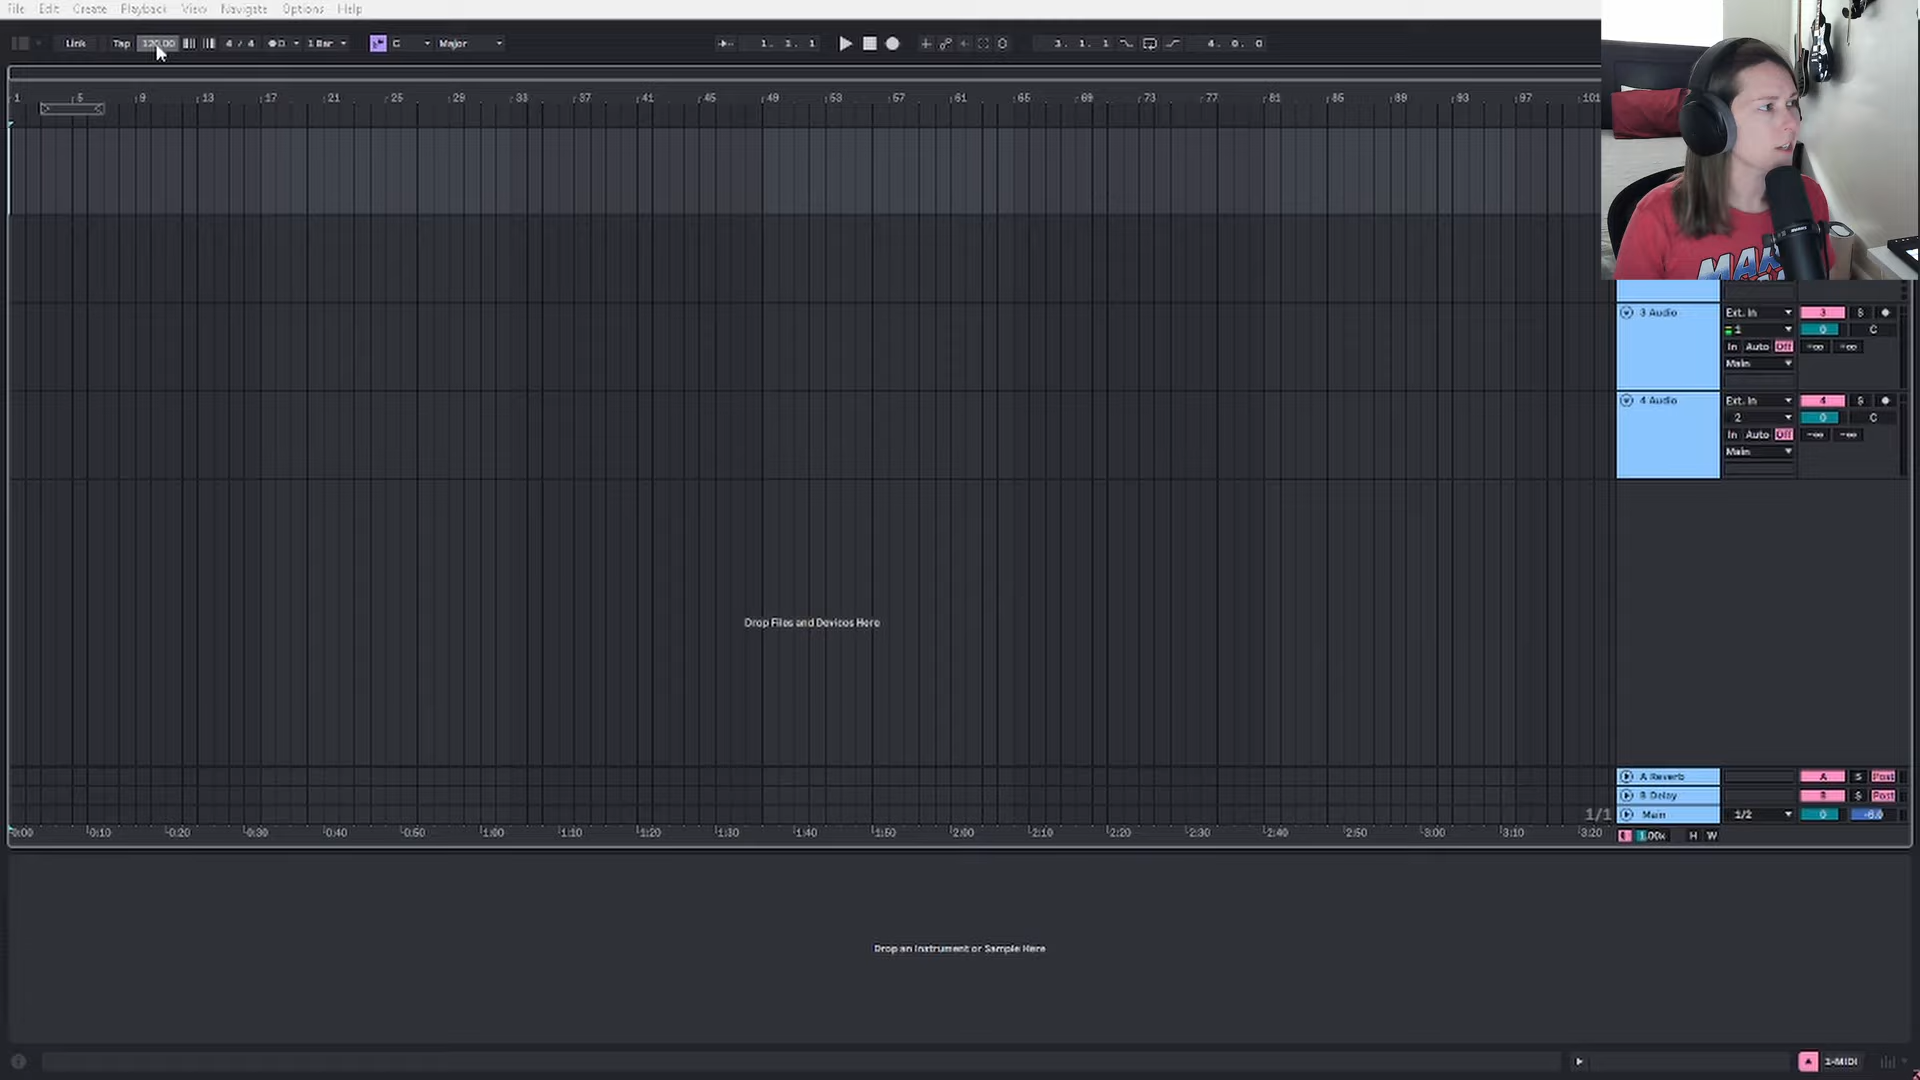 File Edit Create Playback View Navigate Options Help
Link Tap 120.00 4 / 4 1 Bar C Major 1. 1. 1 3. 1. 1 4. 0. 0
1 5 9 13 17 21 25 29 33 37 41 45 49 53 57 61 65 69 73 77 81 85 89 93 97 101
MAR
3 Audio Ext. In 3 S
1 0 C
In Auto Off -∞ -∞
Main
4 Audio Ext. In 4 S
2 0 C
In Auto Off -∞ -∞
Main
Drop Files and Devices Here
A Reverb A S Post
B Delay B S Post
1/1 Main 1/2 0 -6.0
0:00 0:10 0:20 0:30 0:40 0:50 1:00 1:10 1:20 1:30 1:40 1:50 2:00 2:10 2:20 2:30 2:40 2:50 3:00 3:10 3:20
1.00x H W
Drop an Instrument or Sample Here
1-MIDI